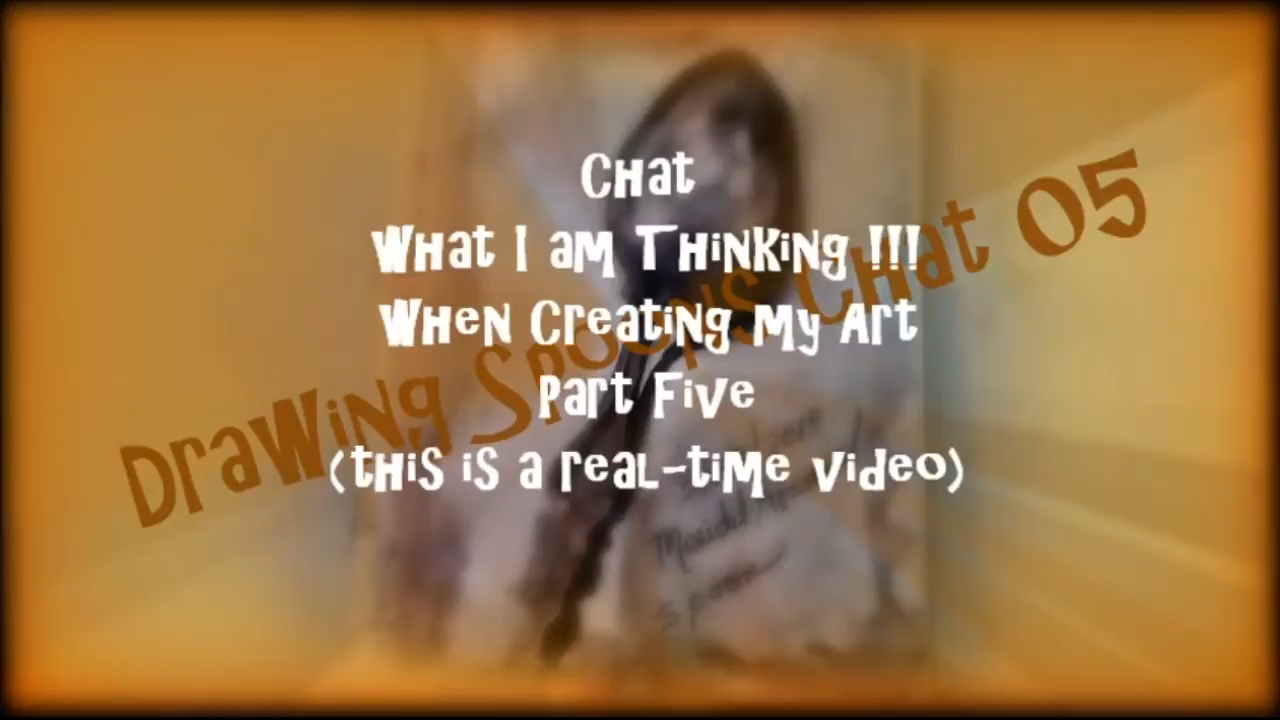 Chat
What I am Thinking !!!
When Creating My Art
Part Five
(this is a real-time video)
Drawing Spoons Chat 05
spoon